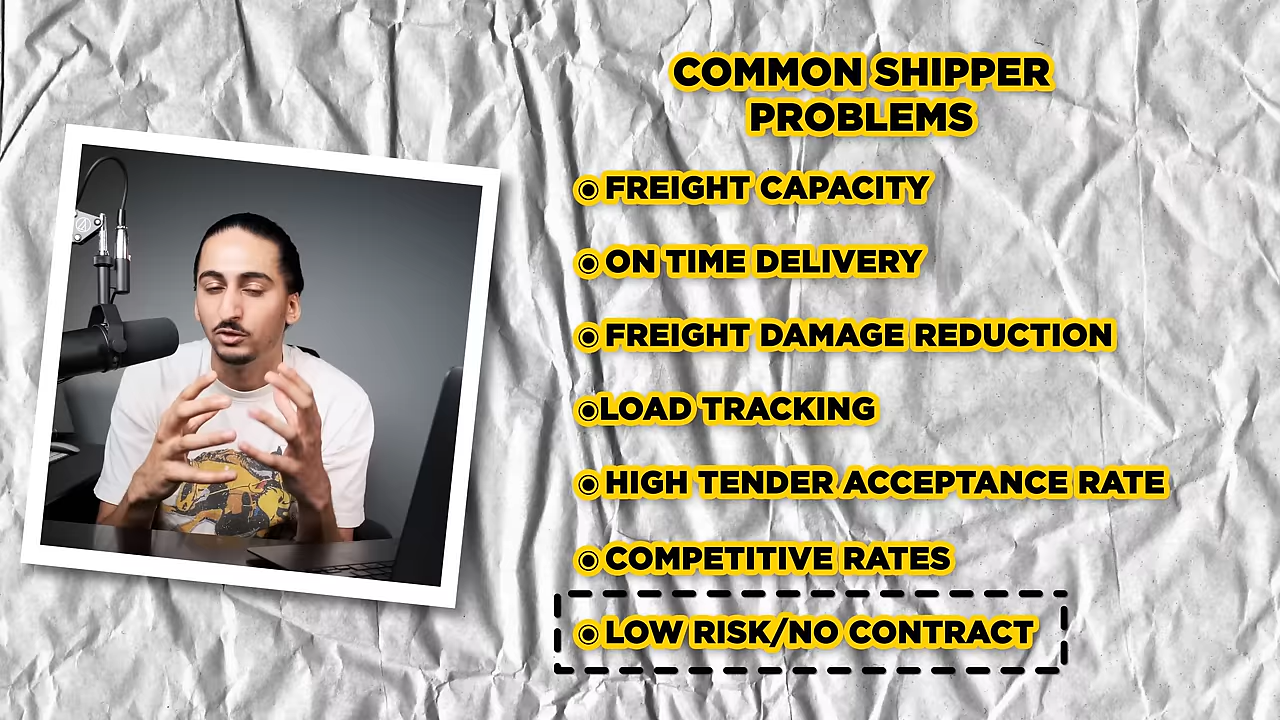 COMMON SHIPPER
PROBLEMS
◉ FREIGHT CAPACITY
◉ ON TIME DELIVERY
◉ FREIGHT DAMAGE REDUCTION
◉LOAD TRACKING
◉ HIGH TENDER ACCEPTANCE RATE
◉ COMPETITIVE RATES
◉ LOW RISK/NO CONTRACT